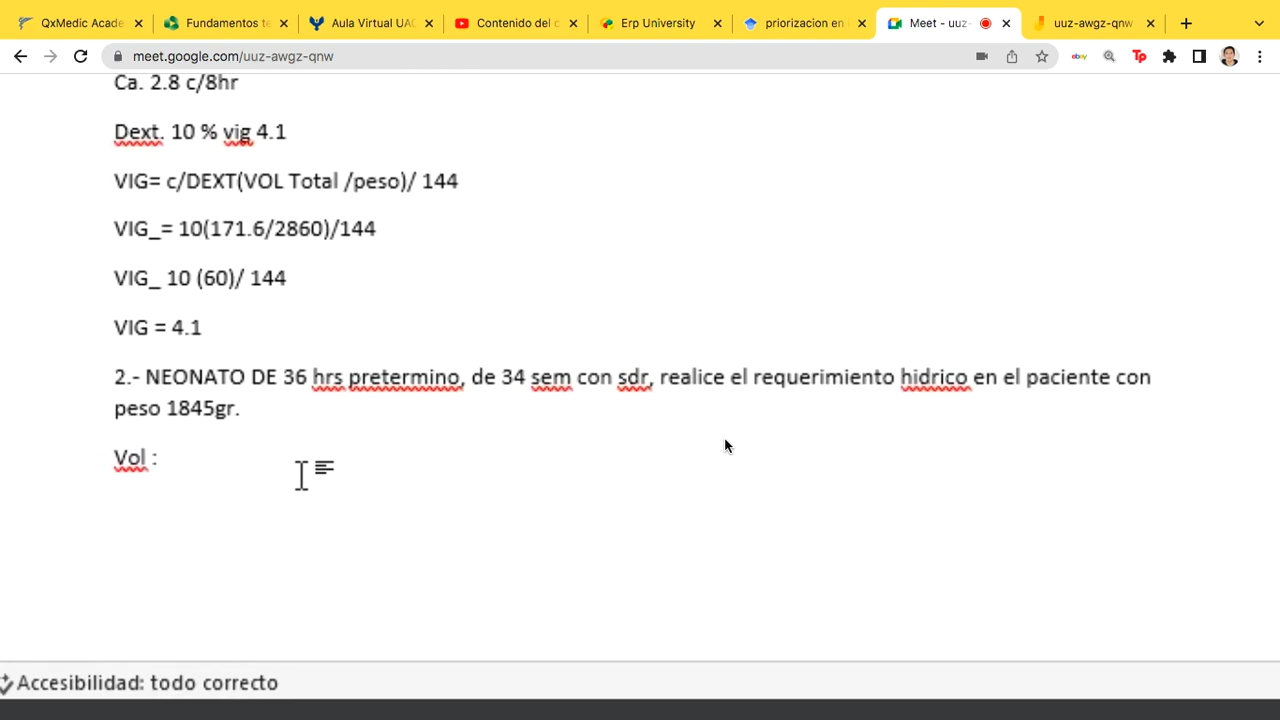 QxMedic Acade
Fundamentos te
Aula Virtual UAG
Contenido del c
Erp University
priorizacion en
Meet - uuz-
uuz-awgz-qnw
meet.google.com/uuz-awgz-qnw
ebay
Tp
Ca. 2.8 c/8hr
Dext. 10 % vig 4.1
VIG= c/DEXT(VOL Total /peso)/ 144
VIG_= 10(171.6/2860)/144
VIG_ 10 (60)/ 144
VIG = 4.1
2.- NEONATO DE 36 hrs pretermino, de 34 sem con sdr, realice el requerimiento hidrico en el paciente con
peso 1845gr.
Vol :
Accesibilidad: todo correcto